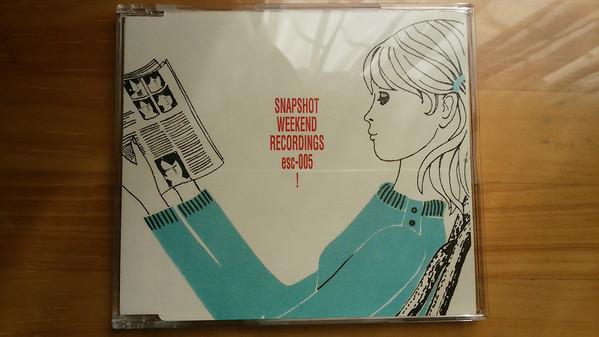 SNAPSHOT
WEEKEND
RECORDINGS
esc-005
!